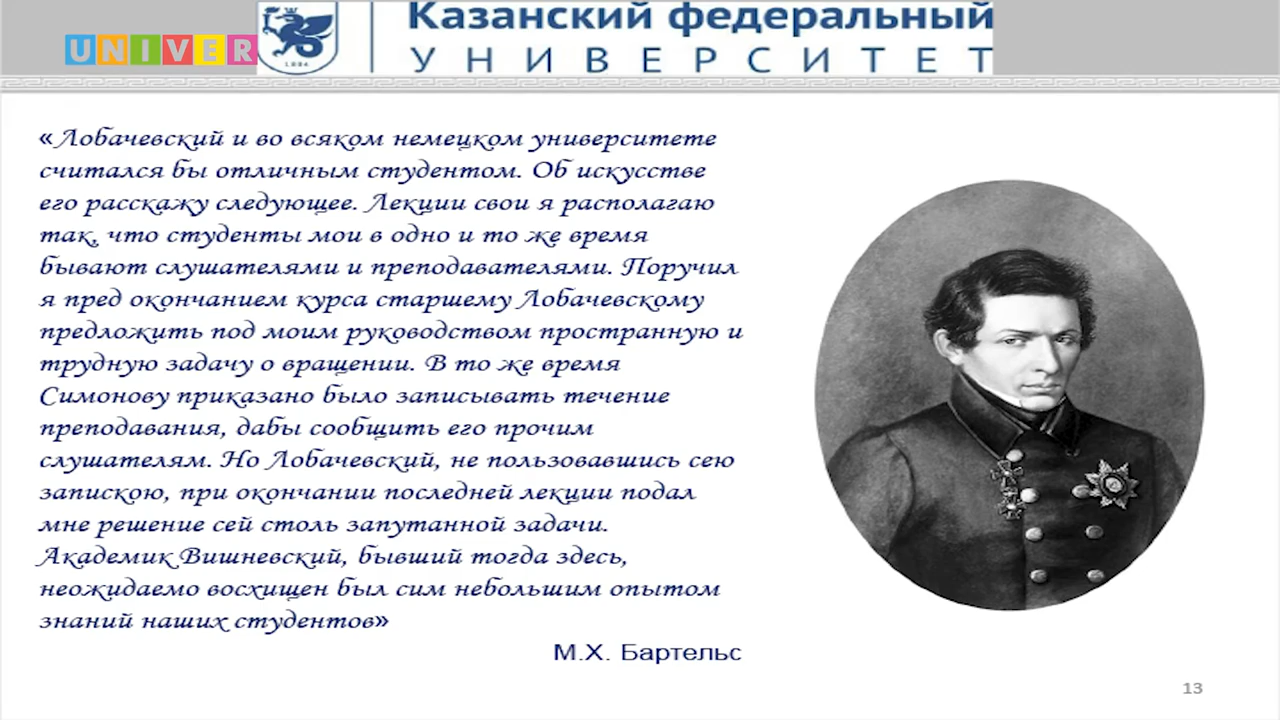 Казанский федеральный
UNIVER
УНИВЕРСИТЕТ
1804
«Лобачевский и во всяком немецком университете
считался бы отличным студентом. Об искусстве
его расскажу следующее. Лекции свои я располагаю
так, что студенты мои в одно и то же время
бывают слушателями и преподавателями. Поручил
я пред окончанием курса старшему Лобачевскому
предложить под моим руководством пространную и
трудную задачу о вращении. В то же время
Симонову приказано было записывать течение
преподавания, дабы сообщить его прочим
слушателям. Но Лобачевский, не пользовавшись сею
запискою, при окончании последней лекции подал
мне решение сей столь запутанной задачи.
Академик Вишневский, бывший тогда здесь,
неожидаемо восхищен был сим небольшим опытом
знаний наших студентов»
М.Х. Бартельс
13